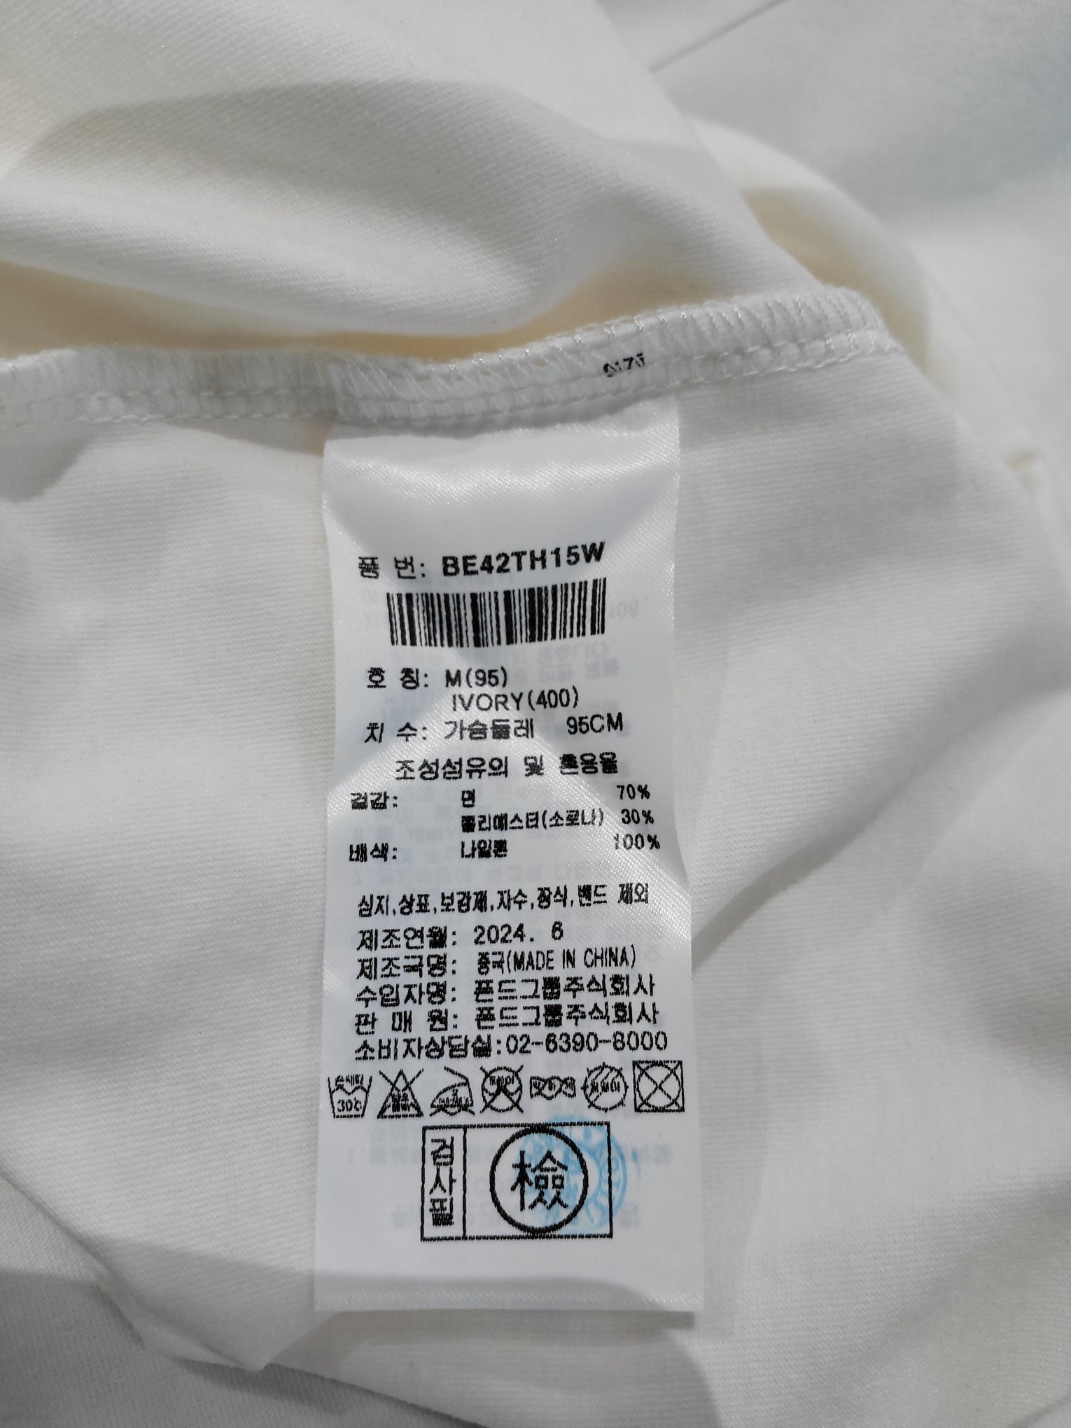 품 번: BE42TH15W
호 칭: M(95)
IVORY(400)
치 수: 가슴둘레 95CM
조성섬유의 및 혼용율
겉감: 면 70%
폴리에스터(소로나) 30%
배색: 나일론 100%
심지,상표,보강재,자수,장식,밴드 제외
제조연월: 2024. 6
제조국명: 중국(MADE IN CHINA)
수입자명: 폰드그룹주식회사
판 매 원: 폰드그룹주식회사
소비자상담실:02-6390-8000
30℃
검사필 檢